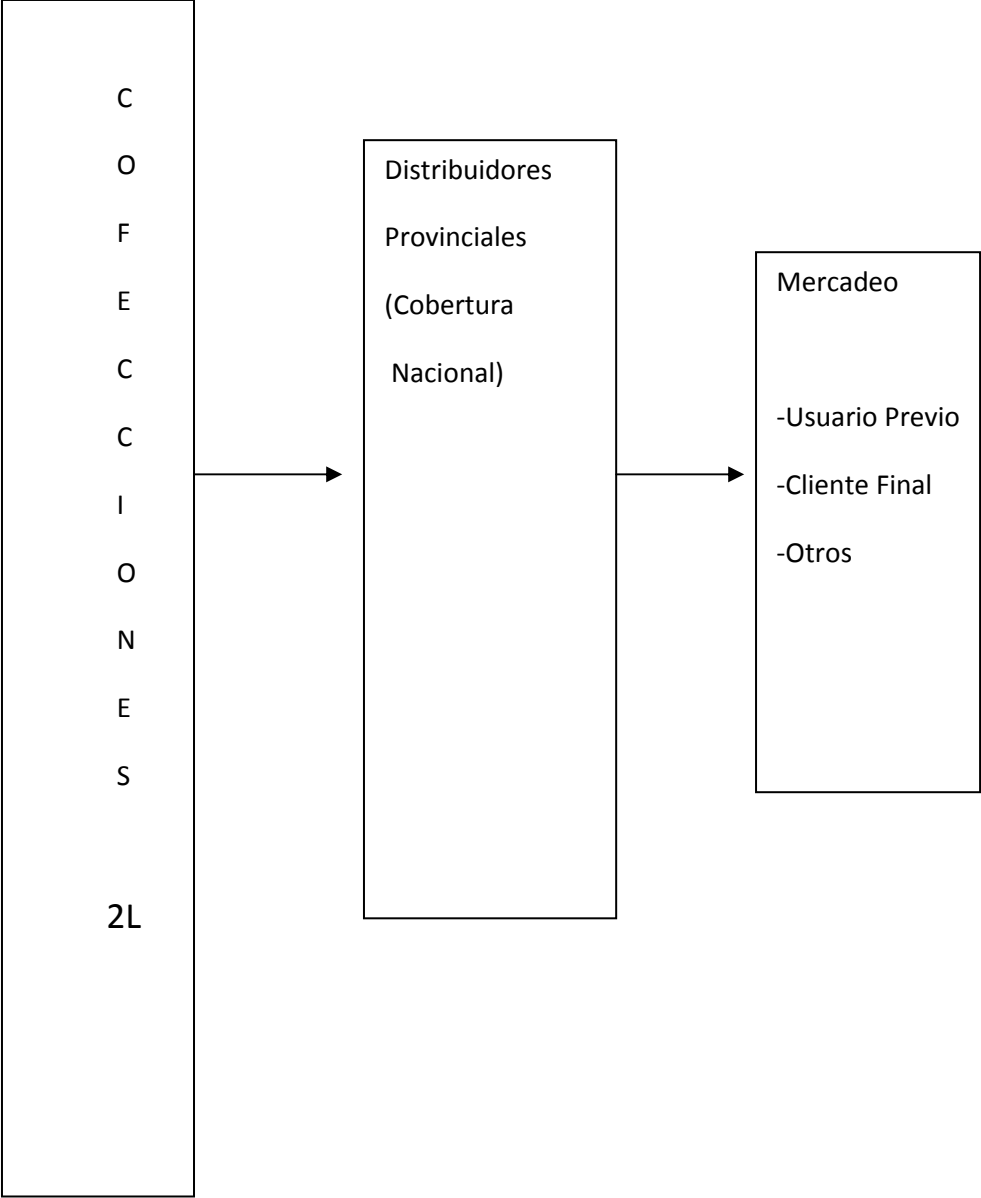 C
O
F
E
C
C
I
O
N
E
S
2L
Distribuidores
Provinciales
(Cobertura
Nacional)
Mercadeo
-Usuario Previo
-Cliente Final
-Otros